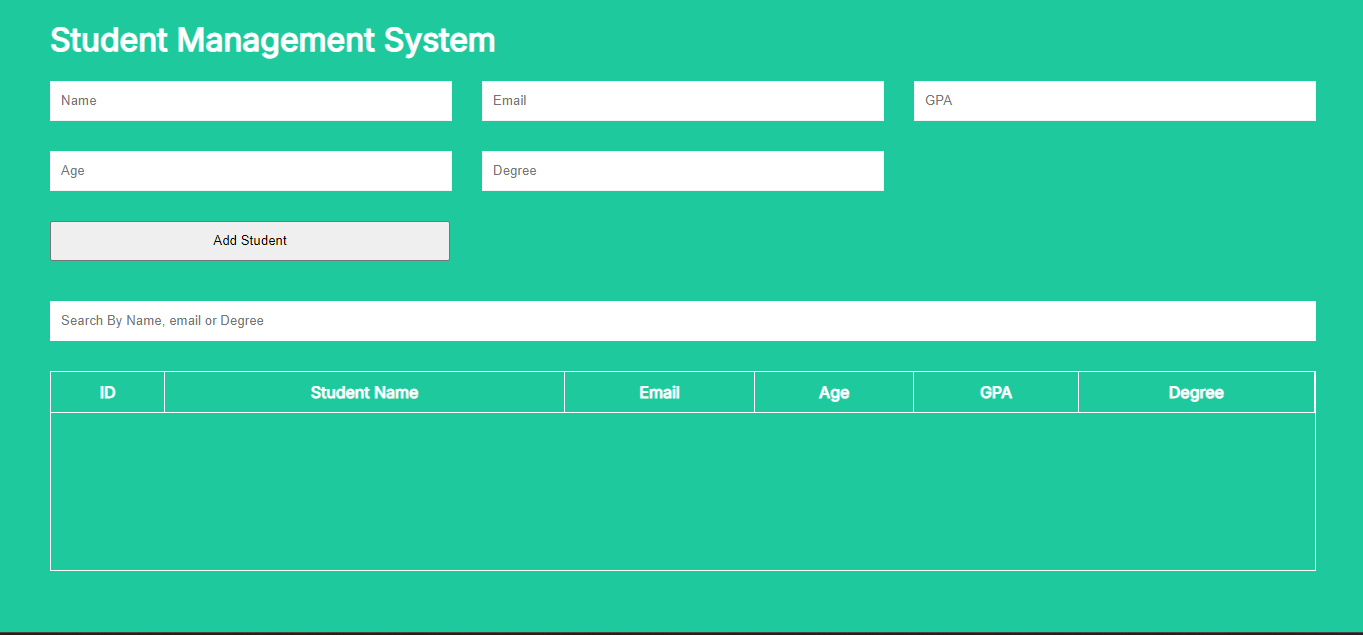 Student Management System
Name Email GPA
Age Degree
Add Student
Search By Name, email or Degree
ID Student Name Email Age GPA Degree